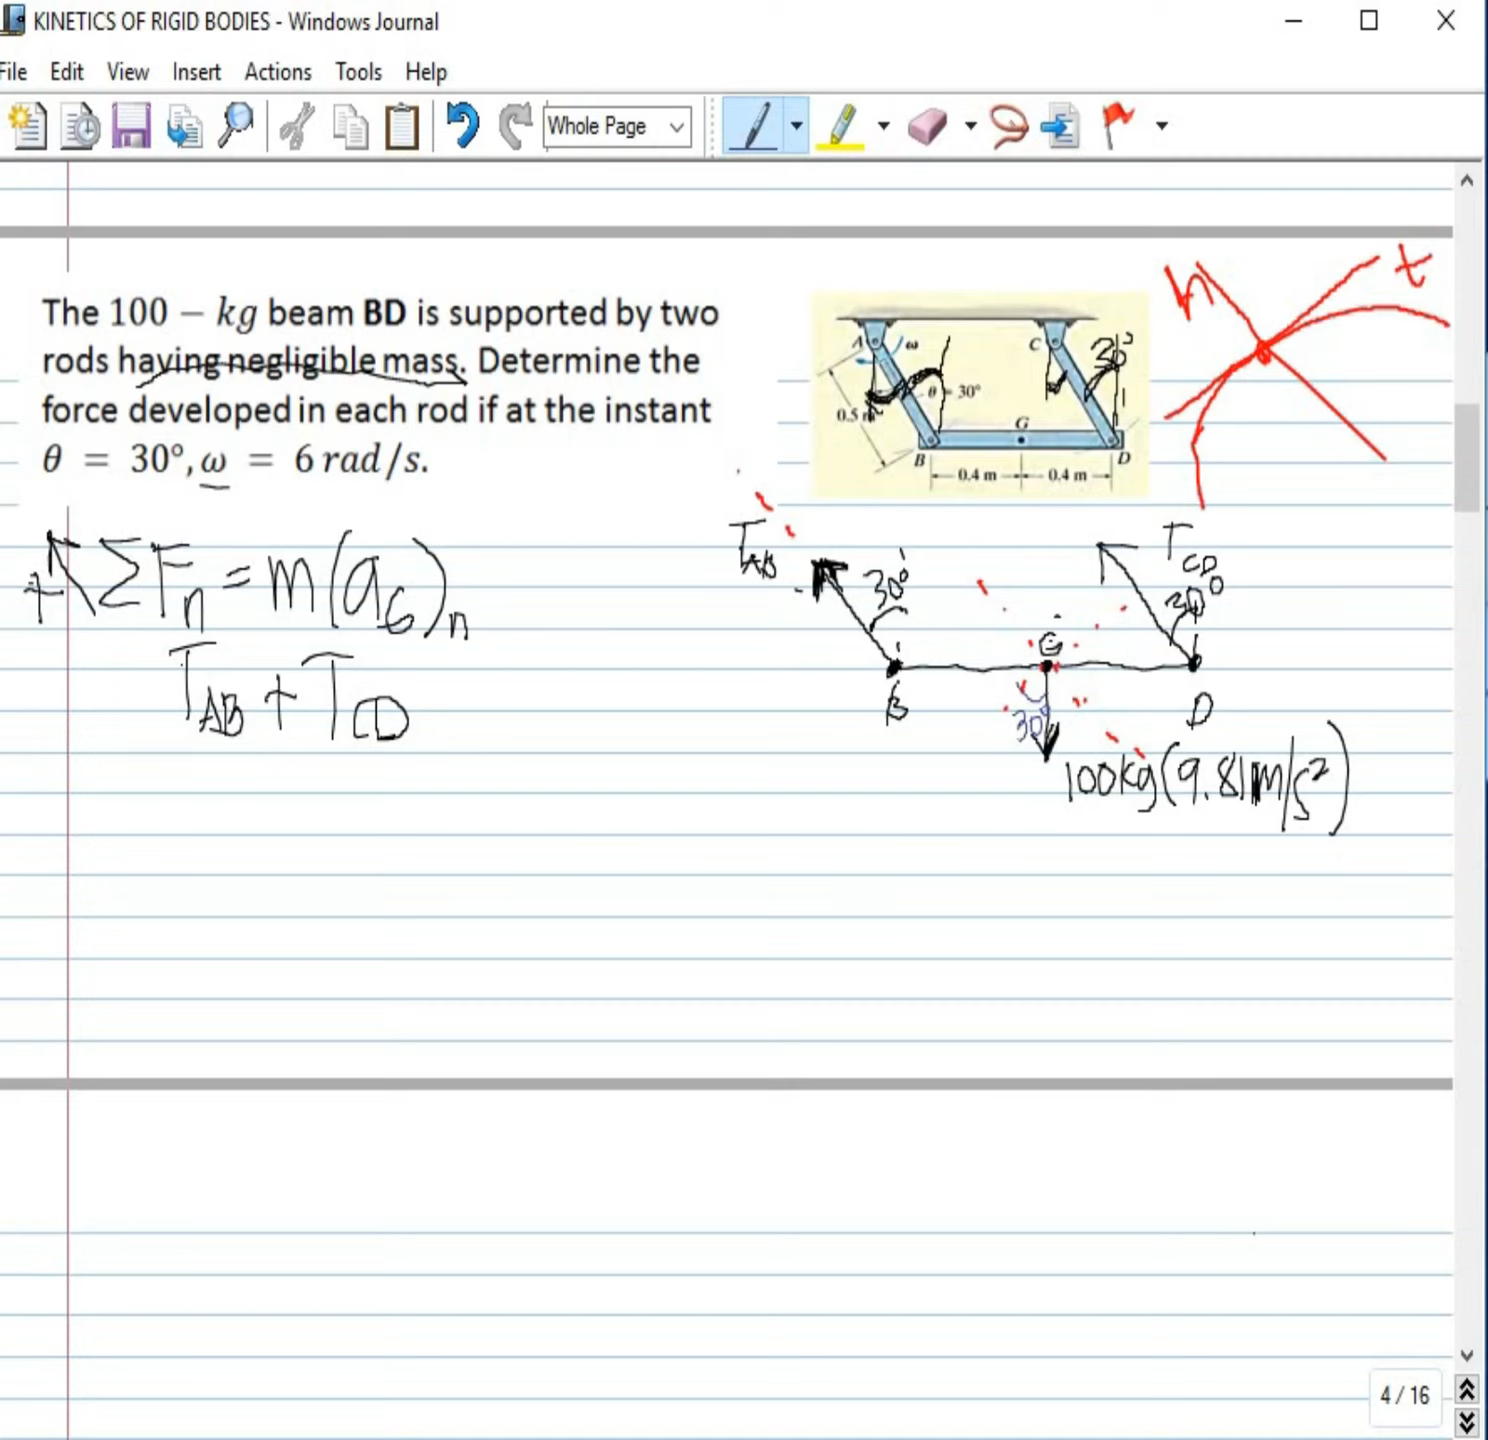 KINETICS OF RIGID BODIES - Windows Journal
File Edit View Insert Actions Tools Help
Whole Page
The 100 – kg beam BD is supported by two
rods having negligible mass. Determine the
force developed in each rod if at the instant
θ = 30°, ω = 6 rad/s.
A
ω
C
30°
θ = 30°
0.5 m
G
B
D
0.4 m
0.4 m
n
t
+ ΣFn = m(aG)n
TAB + TCD
TAB
30°
TCD
30°
G
B
D
30°
100kg(9.81m/s²)
4 / 16